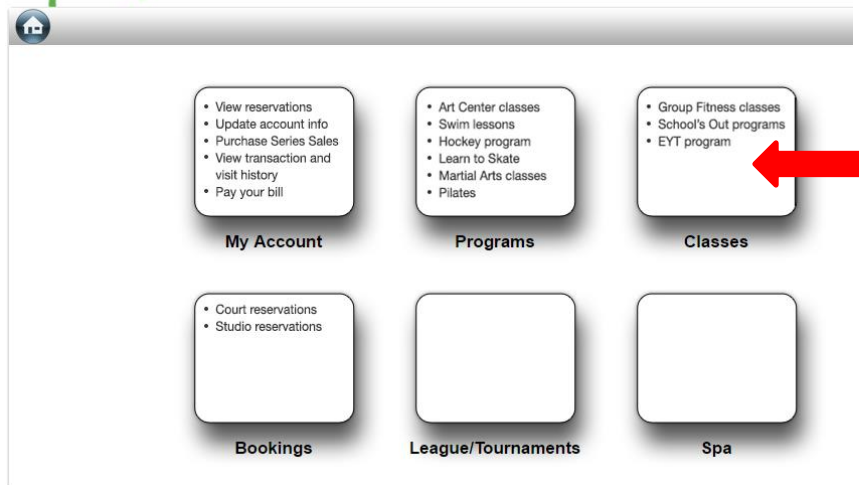 • View reservations
• Update account info
• Purchase Series Sales
• View transaction and
visit history
• Pay your bill
My Account
• Art Center classes
• Swim lessons
• Hockey program
• Learn to Skate
• Martial Arts classes
• Pilates
Programs
• Group Fitness classes
• School's Out programs
• EYT program
Classes
• Court reservations
• Studio reservations
Bookings
League/Tournaments
Spa